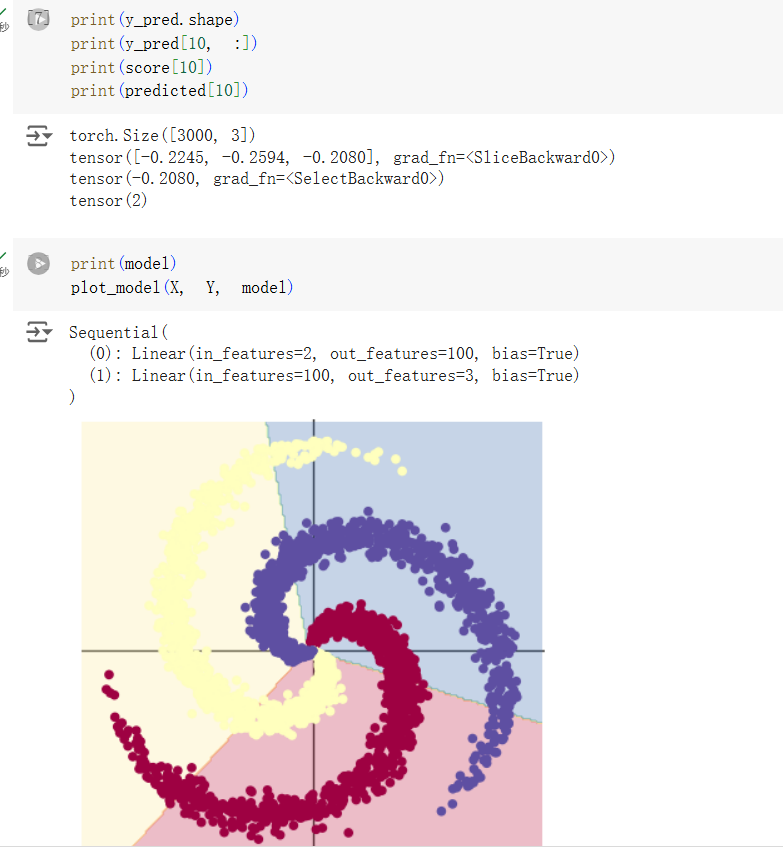 [7]
秒
print(y_pred.shape)
print(y_pred[10, :])
print(score[10])
print(predicted[10])
torch.Size([3000, 3])
tensor([-0.2245, -0.2594, -0.2080], grad_fn=<SliceBackward0>)
tensor(-0.2080, grad_fn=<SelectBackward0>)
tensor(2)
秒
print(model)
plot_model(X, Y, model)
Sequential(
(0): Linear(in_features=2, out_features=100, bias=True)
(1): Linear(in_features=100, out_features=3, bias=True)
)